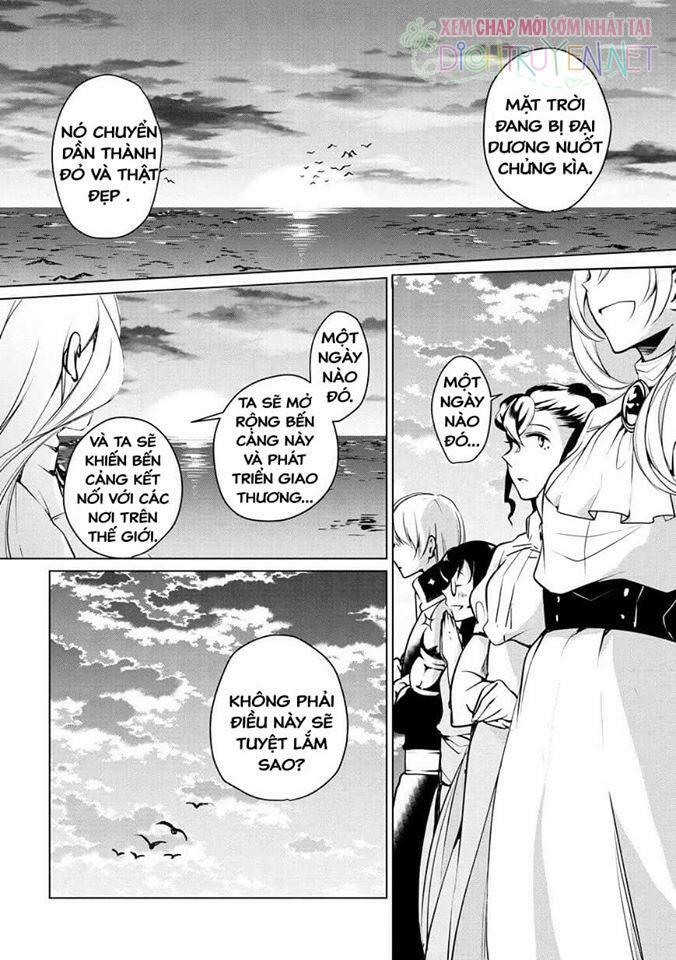 XEM CHAP MỚI SỚM NHẤT TẠI
DICHTRUYEN.NET
MẶT TRỜI
ĐANG BỊ ĐẠI
DƯƠNG NUỐT
CHỬNG KÌA.
NÓ CHUYỂN
DẦN THÀNH
ĐỎ VÀ THẬT
ĐẸP .
MỘT
NGÀY
NÀO
ĐÓ...
MỘT
NGÀY
NÀO
ĐÓ.
TA SẼ MỞ
RỘNG BẾN
CẢNG NÀY
VÀ PHÁT
TRIỂN GIAO
THƯƠNG...
VÀ TA SẼ
KHIẾN BẾN
CẢNG KẾT
NỐI VỚI CÁC
NƠI TRÊN
THẾ GIỚI.
KHÔNG PHẢI
ĐIỀU NÀY SẼ
TUYỆT LẮM
SAO?